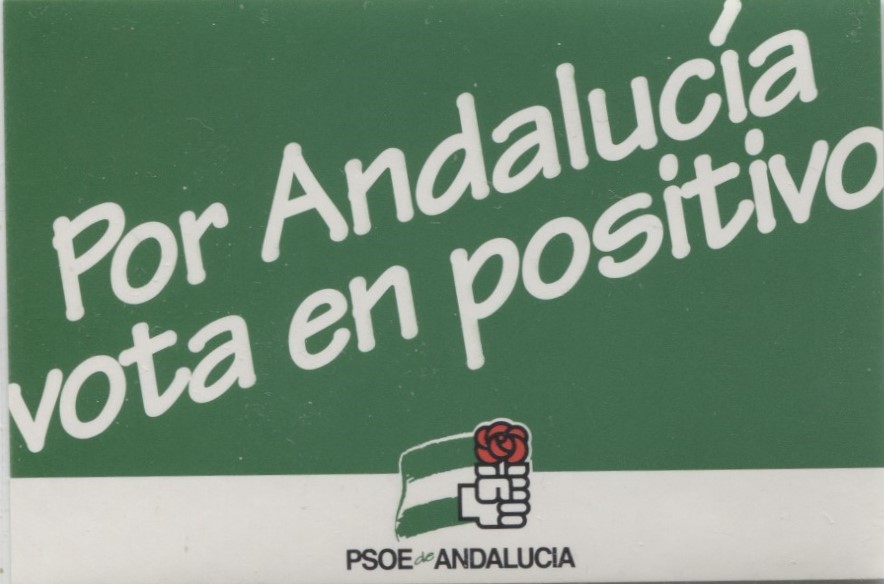 Por Andalucía
vota en positivo
PSOE de ANDALUCIA